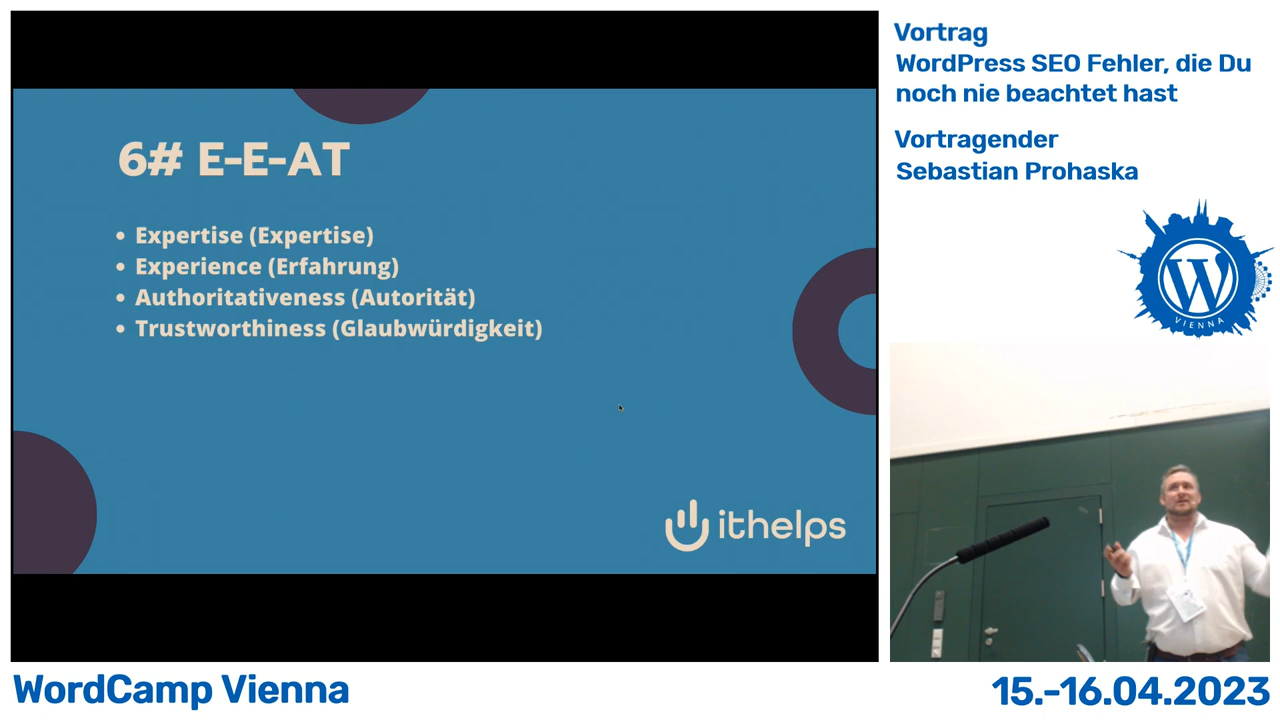 6# E-E-AT
• Expertise (Expertise)
• Experience (Erfahrung)
• Authoritativeness (Autorität)
• Trustworthiness (Glaubwürdigkeit)
ithelps
Vortrag
WordPress SEO Fehler, die Du
noch nie beachtet hast
Vortragender
Sebastian Prohaska
W
VIENNA
WordCamp Vienna
15.-16.04.2023